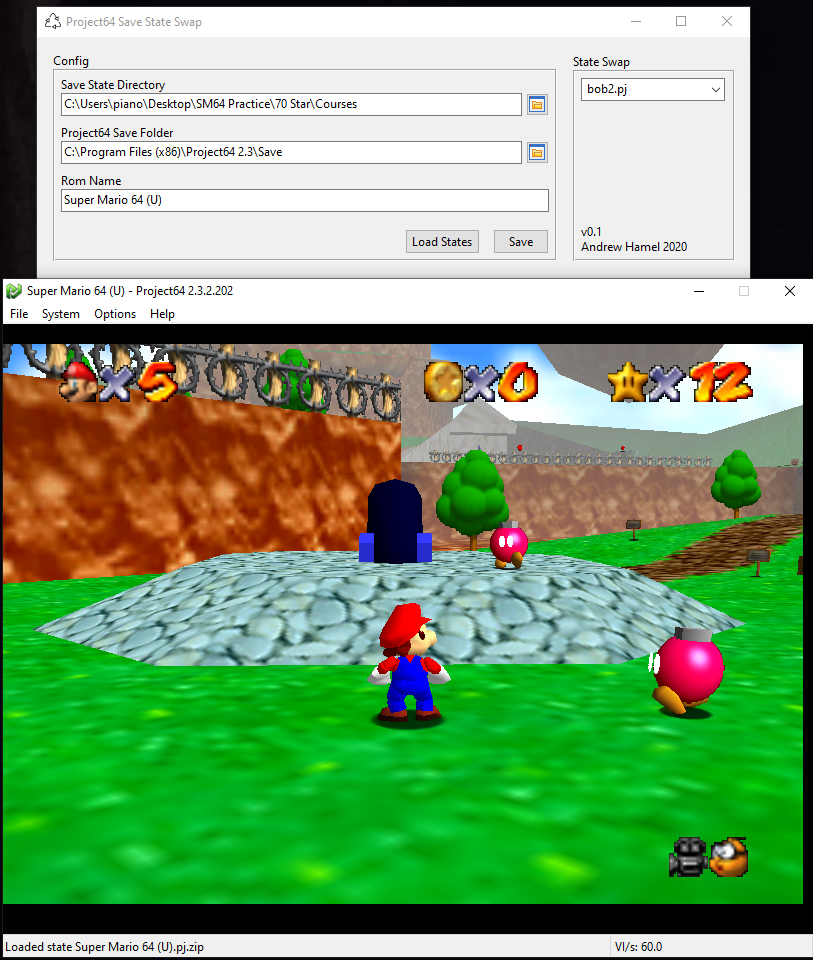 Project64 Save State Swap
Config
Save State Directory
C:\Users\piano\Desktop\SM64 Practice\70 Star\Courses
Project64 Save Folder
C:\Program Files (x86)\Project64 2.3\Save
Rom Name
Super Mario 64 (U)
Load States
Save
State Swap
bob2.pj
v0.1
Andrew Hamel 2020
Super Mario 64 (U) - Project64 2.3.2.202
File System Options Help
×5 ×0 ×12
Loaded state Super Mario 64 (U).pj.zip
VI/s: 60.0